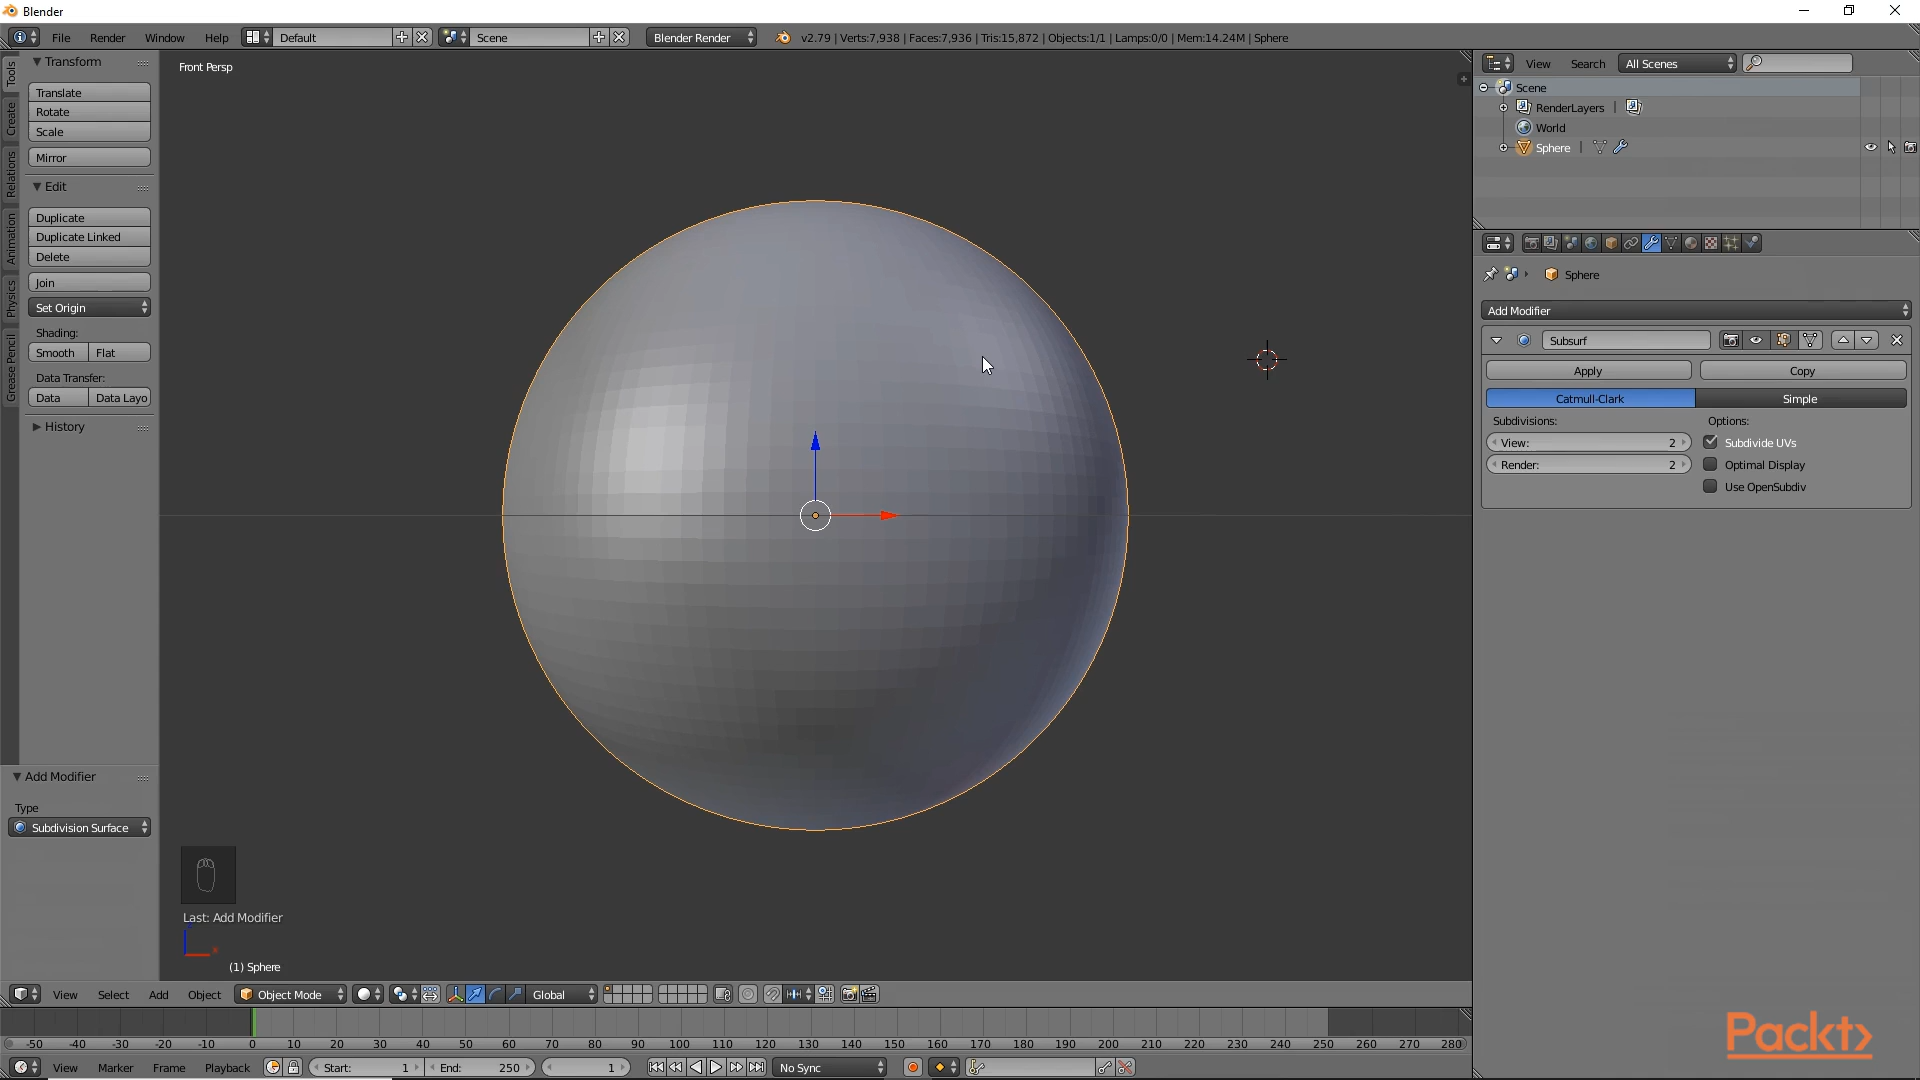 Blender
File Render Window Help Default Scene Blender Render v2.79 | Verts:7,938 | Faces:7,936 | Tris:15,872 | Objects:1/1 | Lamps:0/0 | Mem:14.24M | Sphere
Tools
Create
Relations
Animation
Physics
Grease Pencil
Transform
Translate
Rotate
Scale
Mirror
Edit
Duplicate
Duplicate Linked
Delete
Join
Set Origin
Shading:
Smooth Flat
Data Transfer:
Data Data Layo
History
Add Modifier
Type
Subdivision Surface
Front Persp
Last: Add Modifier
(1) Sphere
View Search All Scenes
Scene
RenderLayers |
World
Sphere |
Sphere
Add Modifier
Subsurf
Apply Copy
Catmull-Clark Simple
Subdivisions: Options:
View: 2 Subdivide UVs
Render: 2 Optimal Display
Use OpenSubdiv
View Select Add Object Object Mode Global
-50 -40 -30 -20 -10 0 10 20 30 40 50 60 70 80 90 100 110 120 130 140 150 160 170 180 190 200 210 220 230 240 250 260 270 280
View Marker Frame Playback Start: 1 End: 250 1 No Sync
Packt>